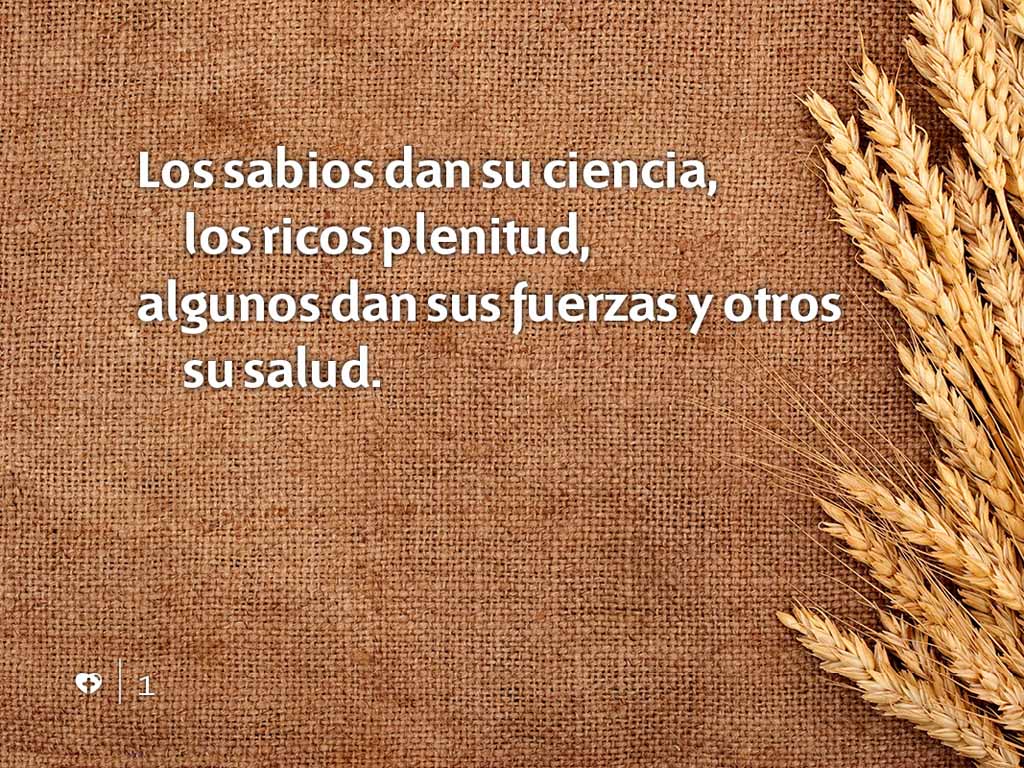 Los sabios dan su ciencia,
los ricos plenitud,
algunos dan sus fuerzas y otros
su salud.
1